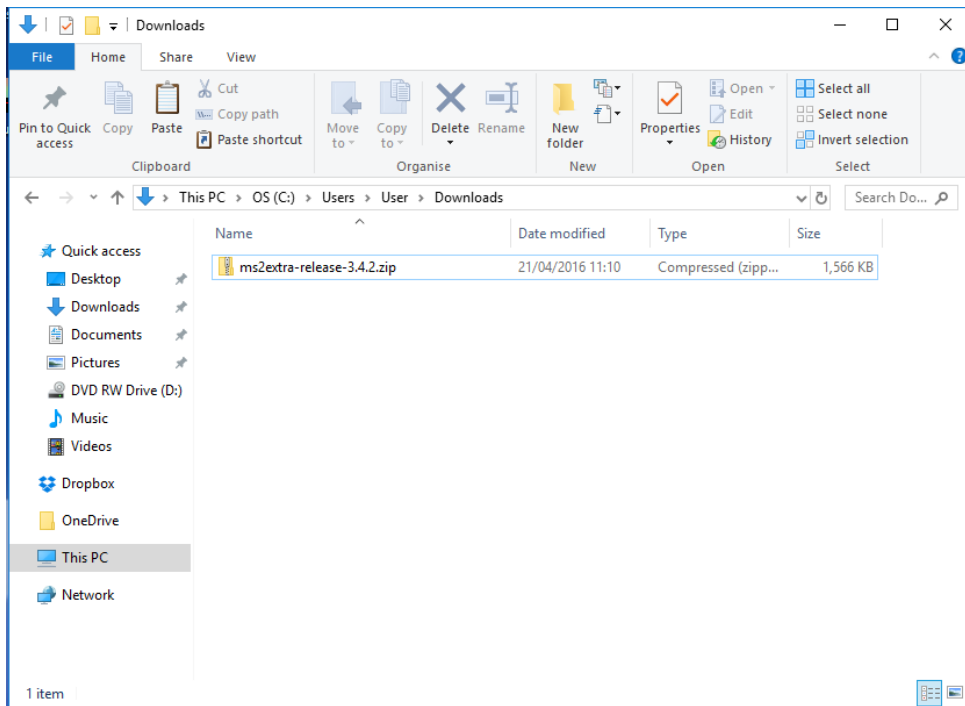 Downloads
File Home Share View
Pin to Quick access
Copy
Paste
Cut
Copy path
Paste shortcut
Clipboard
Move to
Copy to
Delete
Rename
Organise
New folder
New
Properties
Open
Edit
History
Open
Select all
Select none
Invert selection
Select
This PC > OS (C:) > Users > User > Downloads
Search Do...
Name Date modified Type Size
ms2extra-release-3.4.2.zip 21/04/2016 11:10 Compressed (zipp... 1,566 KB
Quick access
Desktop
Downloads
Documents
Pictures
DVD RW Drive (D:)
Music
Videos
Dropbox
OneDrive
This PC
Network
1 item